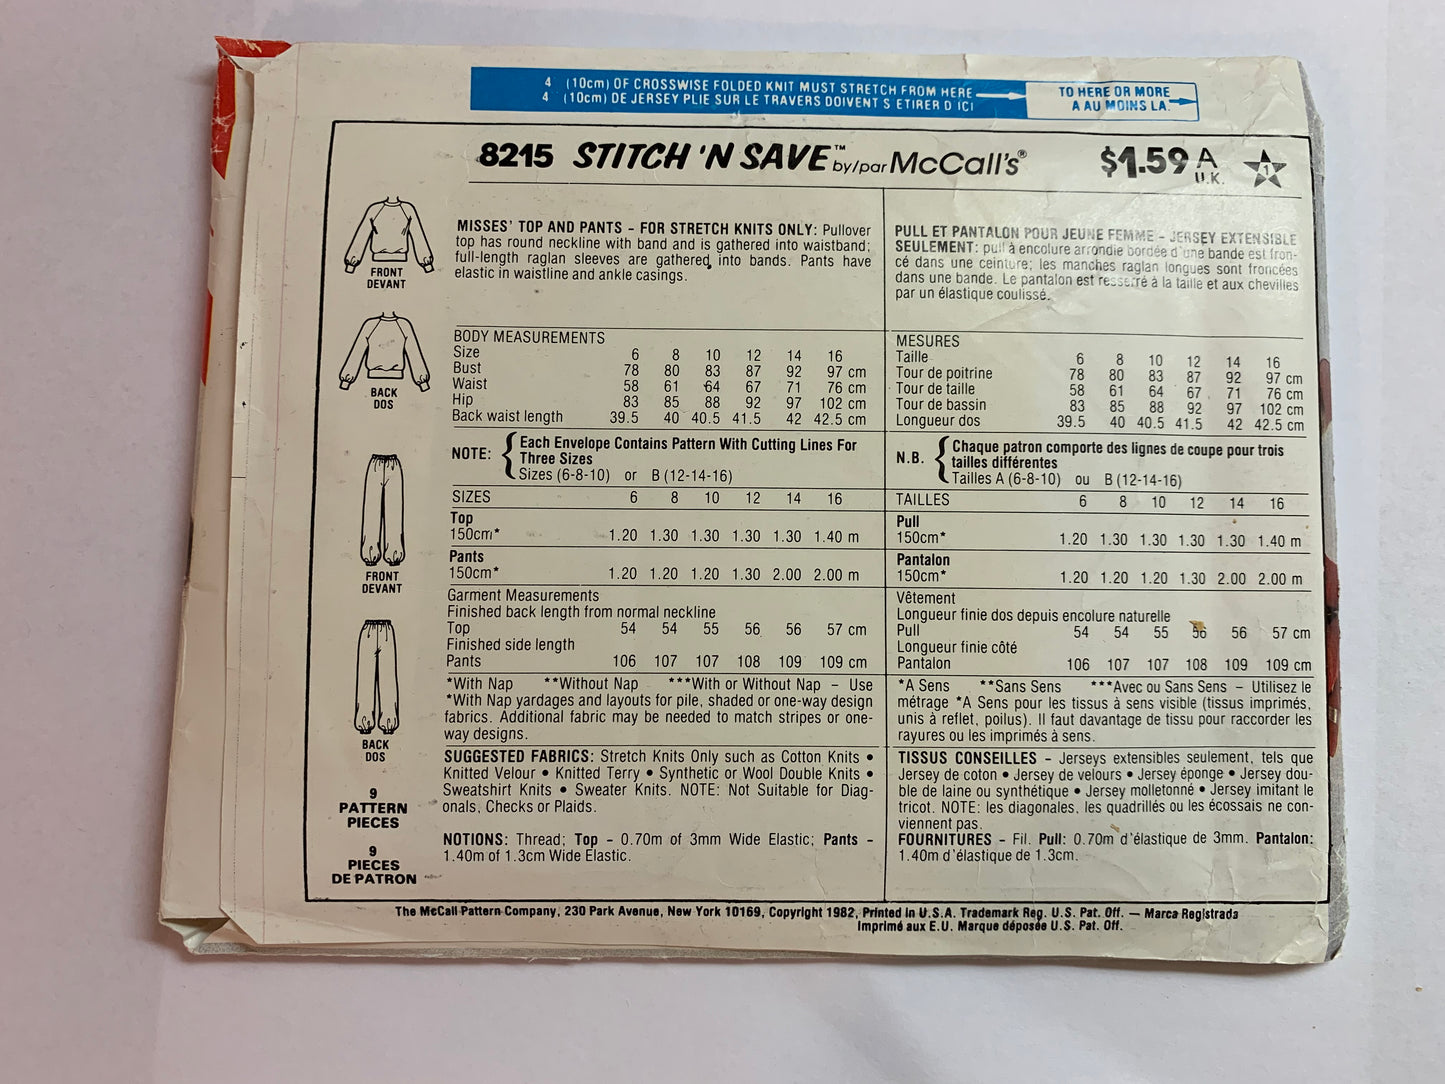 4 (10cm) OF CROSSWISE FOLDED KNIT MUST STRETCH FROM HERE
4 (10cm) DE JERSEY PLIE SUR LE TRAVERS DOIVENT S ETIRER D ICI
TO HERE OR MORE
A AU MOINS LA.
8215 STITCH 'N SAVE™ by/par McCall's®
$1.59 A
U.K.
1
FRONT
DEVANT
BACK
DOS
FRONT
DEVANT
BACK
DOS
9
PATTERN
PIECES
9
PIECES
DE PATRON
MISSES' TOP AND PANTS - FOR STRETCH KNITS ONLY: Pullover
top has round neckline with band and is gathered into waistband;
full-length raglan sleeves are gathered into bands. Pants have
elastic in waistline and ankle casings.
BODY MEASUREMENTS
Size 6 8 10 12 14 16
Bust 78 80 83 87 92 97 cm
Waist 58 61 64 67 71 76 cm
Hip 83 85 88 92 97 102 cm
Back waist length 39.5 40 40.5 41.5 42 42.5 cm
NOTE: { Each Envelope Contains Pattern With Cutting Lines For
Three Sizes
Sizes (6-8-10) or B (12-14-16)
SIZES 6 8 10 12 14 16
Top
150cm* 1.20 1.30 1.30 1.30 1.30 1.40 m
Pants
150cm* 1.20 1.20 1.20 1.30 2.00 2.00 m
Garment Measurements
Finished back length from normal neckline
Top 54 54 55 56 56 57 cm
Finished side length
Pants 106 107 107 108 109 109 cm
*With Nap **Without Nap ***With or Without Nap – Use
*With Nap yardages and layouts for pile, shaded or one-way design
fabrics. Additional fabric may be needed to match stripes or one-
way designs.
SUGGESTED FABRICS: Stretch Knits Only such as Cotton Knits •
Knitted Velour • Knitted Terry • Synthetic or Wool Double Knits •
Sweatshirt Knits • Sweater Knits. NOTE: Not Suitable for Diag-
onals, Checks or Plaids.
NOTIONS: Thread; Top - 0.70m of 3mm Wide Elastic; Pants -
1.40m of 1.3cm Wide Elastic.
PULL ET PANTALON POUR JEUNE FEMME - JERSEY EXTENSIBLE
SEULEMENT: pull à encolure arrondie bordée d'une bande est fron-
cé dans une ceinture; les manches raglan longues sont froncées
dans une bande. Le pantalon est resserré à la taille et aux chevilles
par un élastique coulissé.
MESURES
Taille 6 8 10 12 14 16
Tour de poitrine 78 80 83 87 92 97 cm
Tour de taille 58 61 64 67 71 76 cm
Tour de bassin 83 85 88 92 97 102 cm
Longueur dos 39.5 40 40.5 41.5 42 42.5 cm
N.B. { Chaque patron comporte des lignes de coupe pour trois
tailles différentes
Tailles A (6-8-10) ou B (12-14-16)
TAILLES 6 8 10 12 14 16
Pull
150cm* 1.20 1.30 1.30 1.30 1.30 1.40 m
Pantalon
150cm* 1.20 1.20 1.20 1.30 2.00 2.00 m
Vêtement
Longueur finie dos depuis encolure naturelle
Pull 54 54 55 56 56 57 cm
Longueur finie côté
Pantalon 106 107 107 108 109 109 cm
*A Sens **Sans Sens ***Avec ou Sans Sens – Utilisez le
métrage *A Sens pour les tissus à sens visible (tissus imprimés,
unis à reflet, poilus). Il faut davantage de tissu pour raccorder les
rayures ou les imprimés à sens.
TISSUS CONSEILLES - Jerseys extensibles seulement, tels que
Jersey de coton • Jersey de velours • Jersey éponge • Jersey dou-
ble de laine ou synthétique • Jersey molletonné • Jersey imitant le
tricot. NOTE: les diagonales, les quadrillés ou les écossais ne con-
viennent pas.
FOURNITURES - Fil. Pull: 0.70m d'élastique de 3mm. Pantalon:
1.40m d'élastique de 1.3cm.
The McCall Pattern Company, 230 Park Avenue, New York 10169, Copyright 1982, Printed in U.S.A. Trademark Reg. U.S. Pat. Off. — Marca Registrada
Imprimé aux E.U. Marque déposée U.S. Pat. Off.